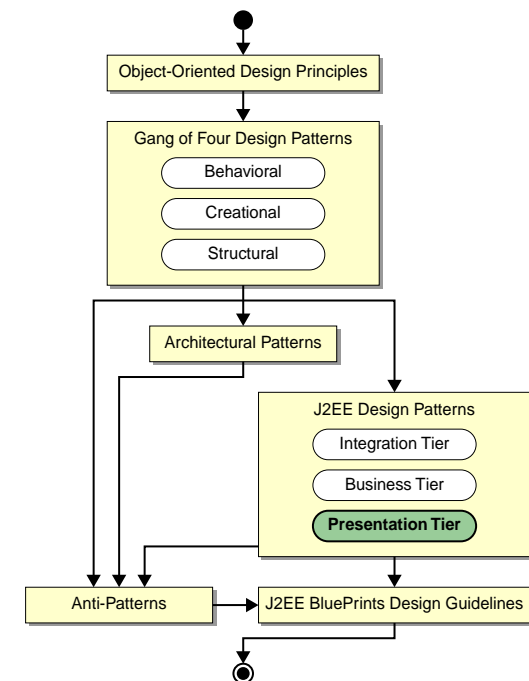 Object-Oriented Design Principles
Gang of Four Design Patterns
Behavioral
Creational
Structural
Architectural Patterns
J2EE Design Patterns
Integration Tier
Business Tier
Presentation Tier
Anti-Patterns
J2EE BluePrints Design Guidelines